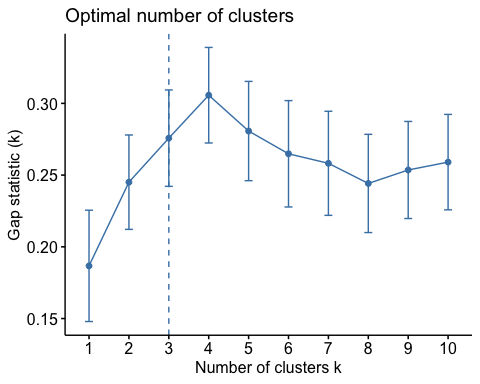 Optimal number of clusters
Gap statistic (k)
0.30
0.25
0.20
0.15
1 2 3 4 5 6 7 8 9 10
Number of clusters k